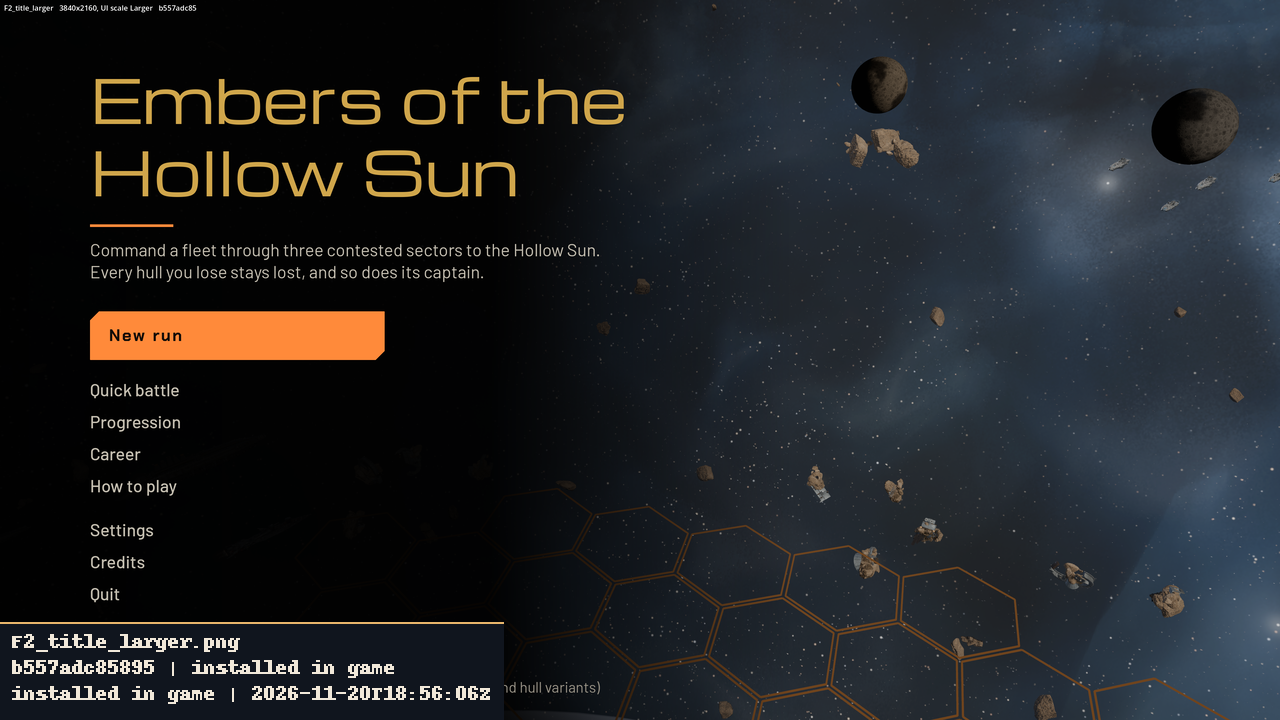 F2_title_larger 3840x2160, UI scale Larger b557adc85
Embers of the
Hollow Sun
Command a fleet through three contested sectors to the Hollow Sun.
Every hull you lose stays lost, and so does its captain.
New run
Quick battle
Progression
Career
How to play
Settings
Credits
Quit
F2_title_larger.png
b557adc85895 | installed in game
installed in game | 2026-11-20T18:56:06Z
hull variants)